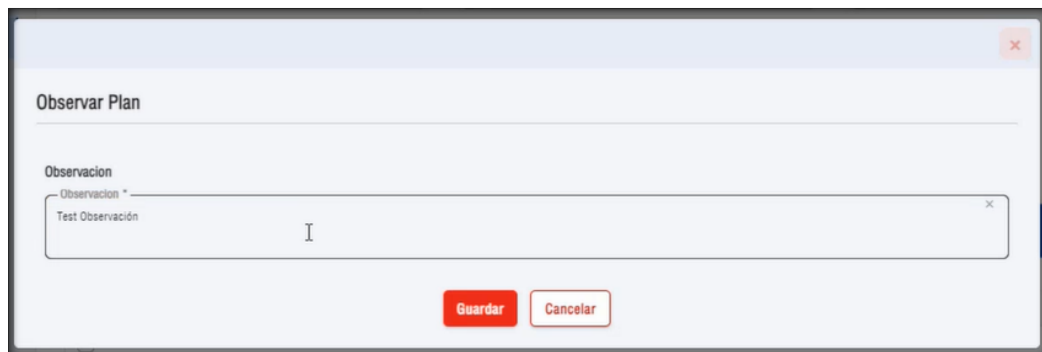 Observar Plan
Observacion
Observacion *
Test Observación
Guardar
Cancelar